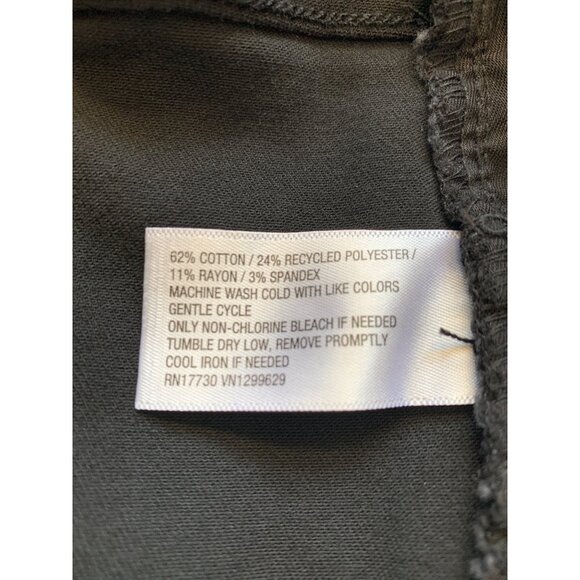 62% COTTON / 24% RECYCLED POLYESTER /
11% RAYON / 3% SPANDEX
MACHINE WASH COLD WITH LIKE COLORS
GENTLE CYCLE
ONLY NON-CHLORINE BLEACH IF NEEDED
TUMBLE DRY LOW, REMOVE PROMPTLY
COOL IRON IF NEEDED
RN17730 VN1299629